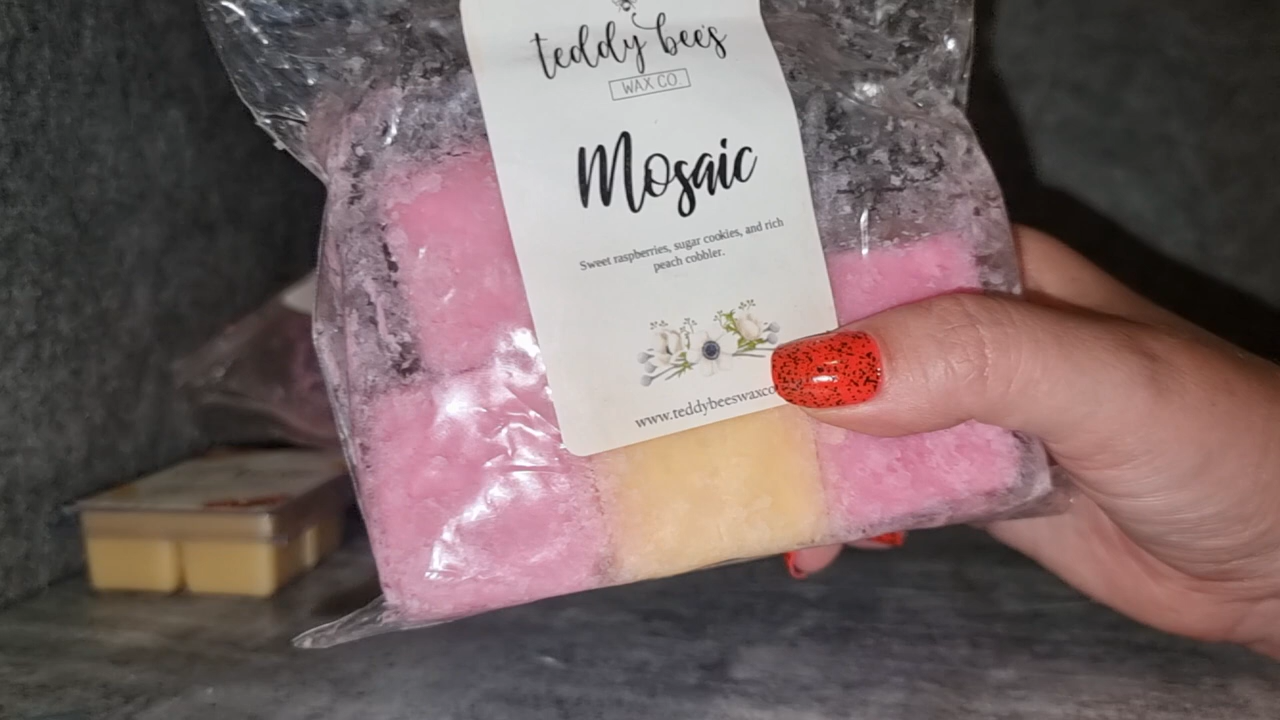 teddy bee's
WAX CO.
Mosaic
Sweet raspberries, sugar cookies, and rich
peach cobbler.
www.teddybeeswaxco